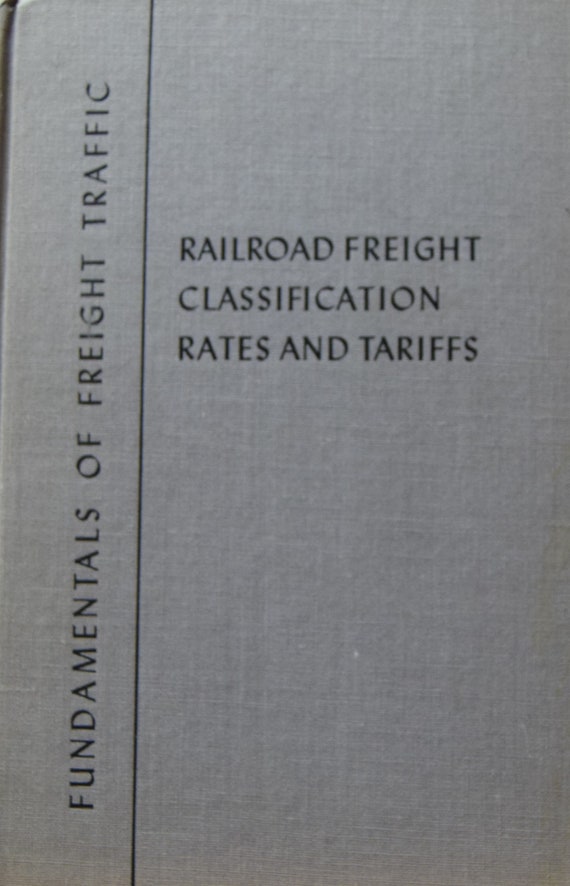 FUNDAMENTALS OF FREIGHT TRAFFIC
RAILROAD FREIGHT
CLASSIFICATION
RATES AND TARIFFS